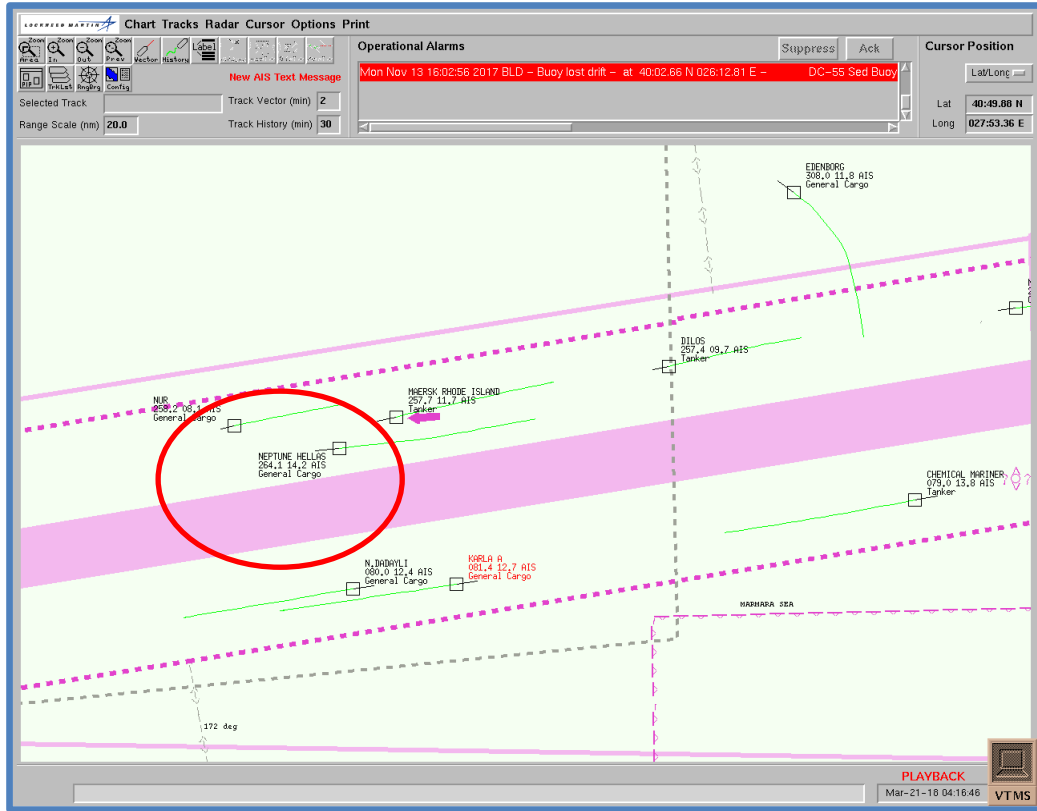 LOCKHEED MARTIN
Chart Tracks Radar Cursor Options Print
Zoom Area
Zoom In
Zoom Out
Zoom Prev
Vector
History
Label
PIP
TrkLst
RngBrg
Config
New AIS Text Message
Selected Track
Track Vector (min) 2
Range Scale (nm) 20.0
Track History (min) 30
Operational Alarms
Suppress
Ack
Mon Nov 13 16:02:56 2017 BLD - Buoy lost drift - at 40:02.66 N 026:12.81 E - DC-55 Sed Buoy
Cursor Position
Lat/Long
Lat 40:49.88 N
Long 027:53.36 E
EDENBORG
308.0 11.8 AIS
General Cargo
DILOS
257.4 09.7 AIS
Tanker
MAERSK RHODE ISLAND
257.7 11.7 AIS
Tanker
NUR
259.2 08.1 AIS
General Cargo
NEPTUNE HELLAS
264.1 14.2 AIS
General Cargo
CHEMICAL MARINER
079.0 13.8 AIS
Tanker
N.DADAYLI
080.0 12.4 AIS
General Cargo
KARLA A
081.4 12.7 AIS
General Cargo
MARMARA SEA
172 deg
PLAYBACK
Mar-21-18 04:16:46
VTMS